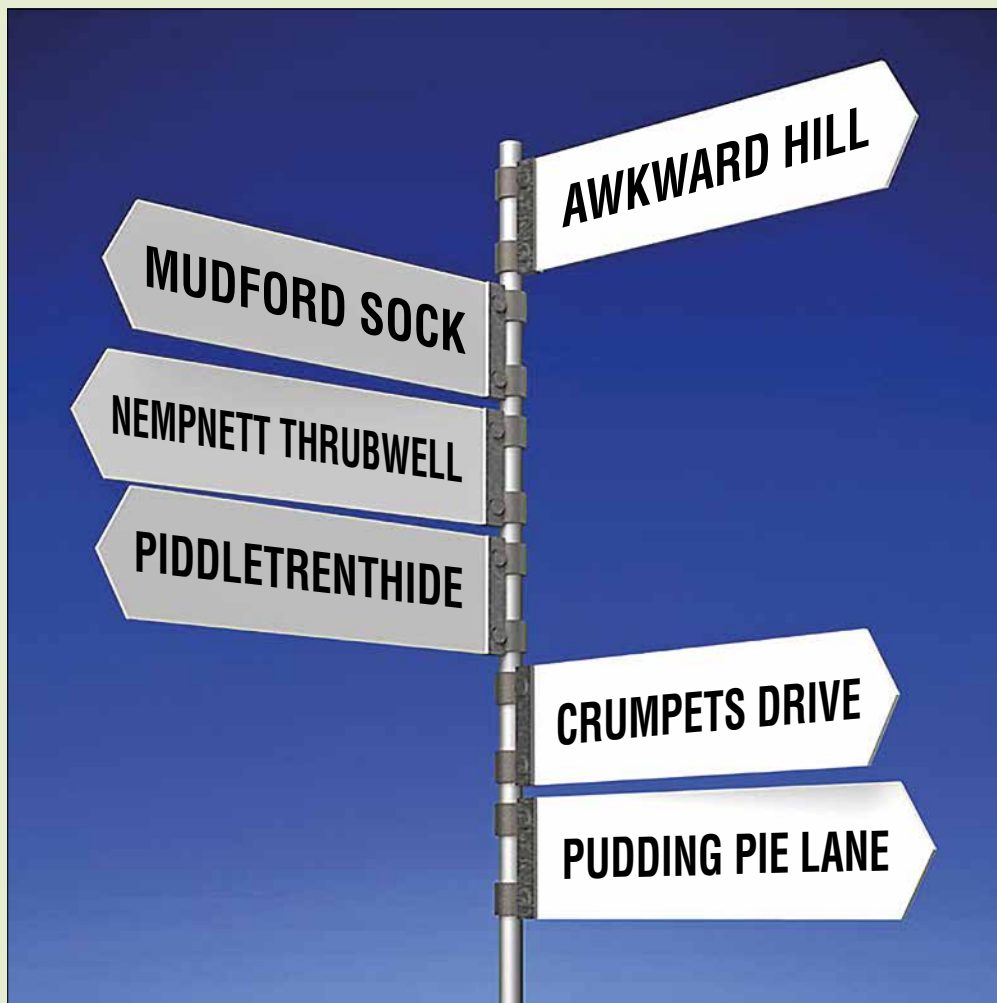 AWKWARD HILL
MUDFORD SOCK
NEMPNETT THRUBWELL
PIDDLETRENTHIDE
CRUMPETS DRIVE
PUDDING PIE LANE